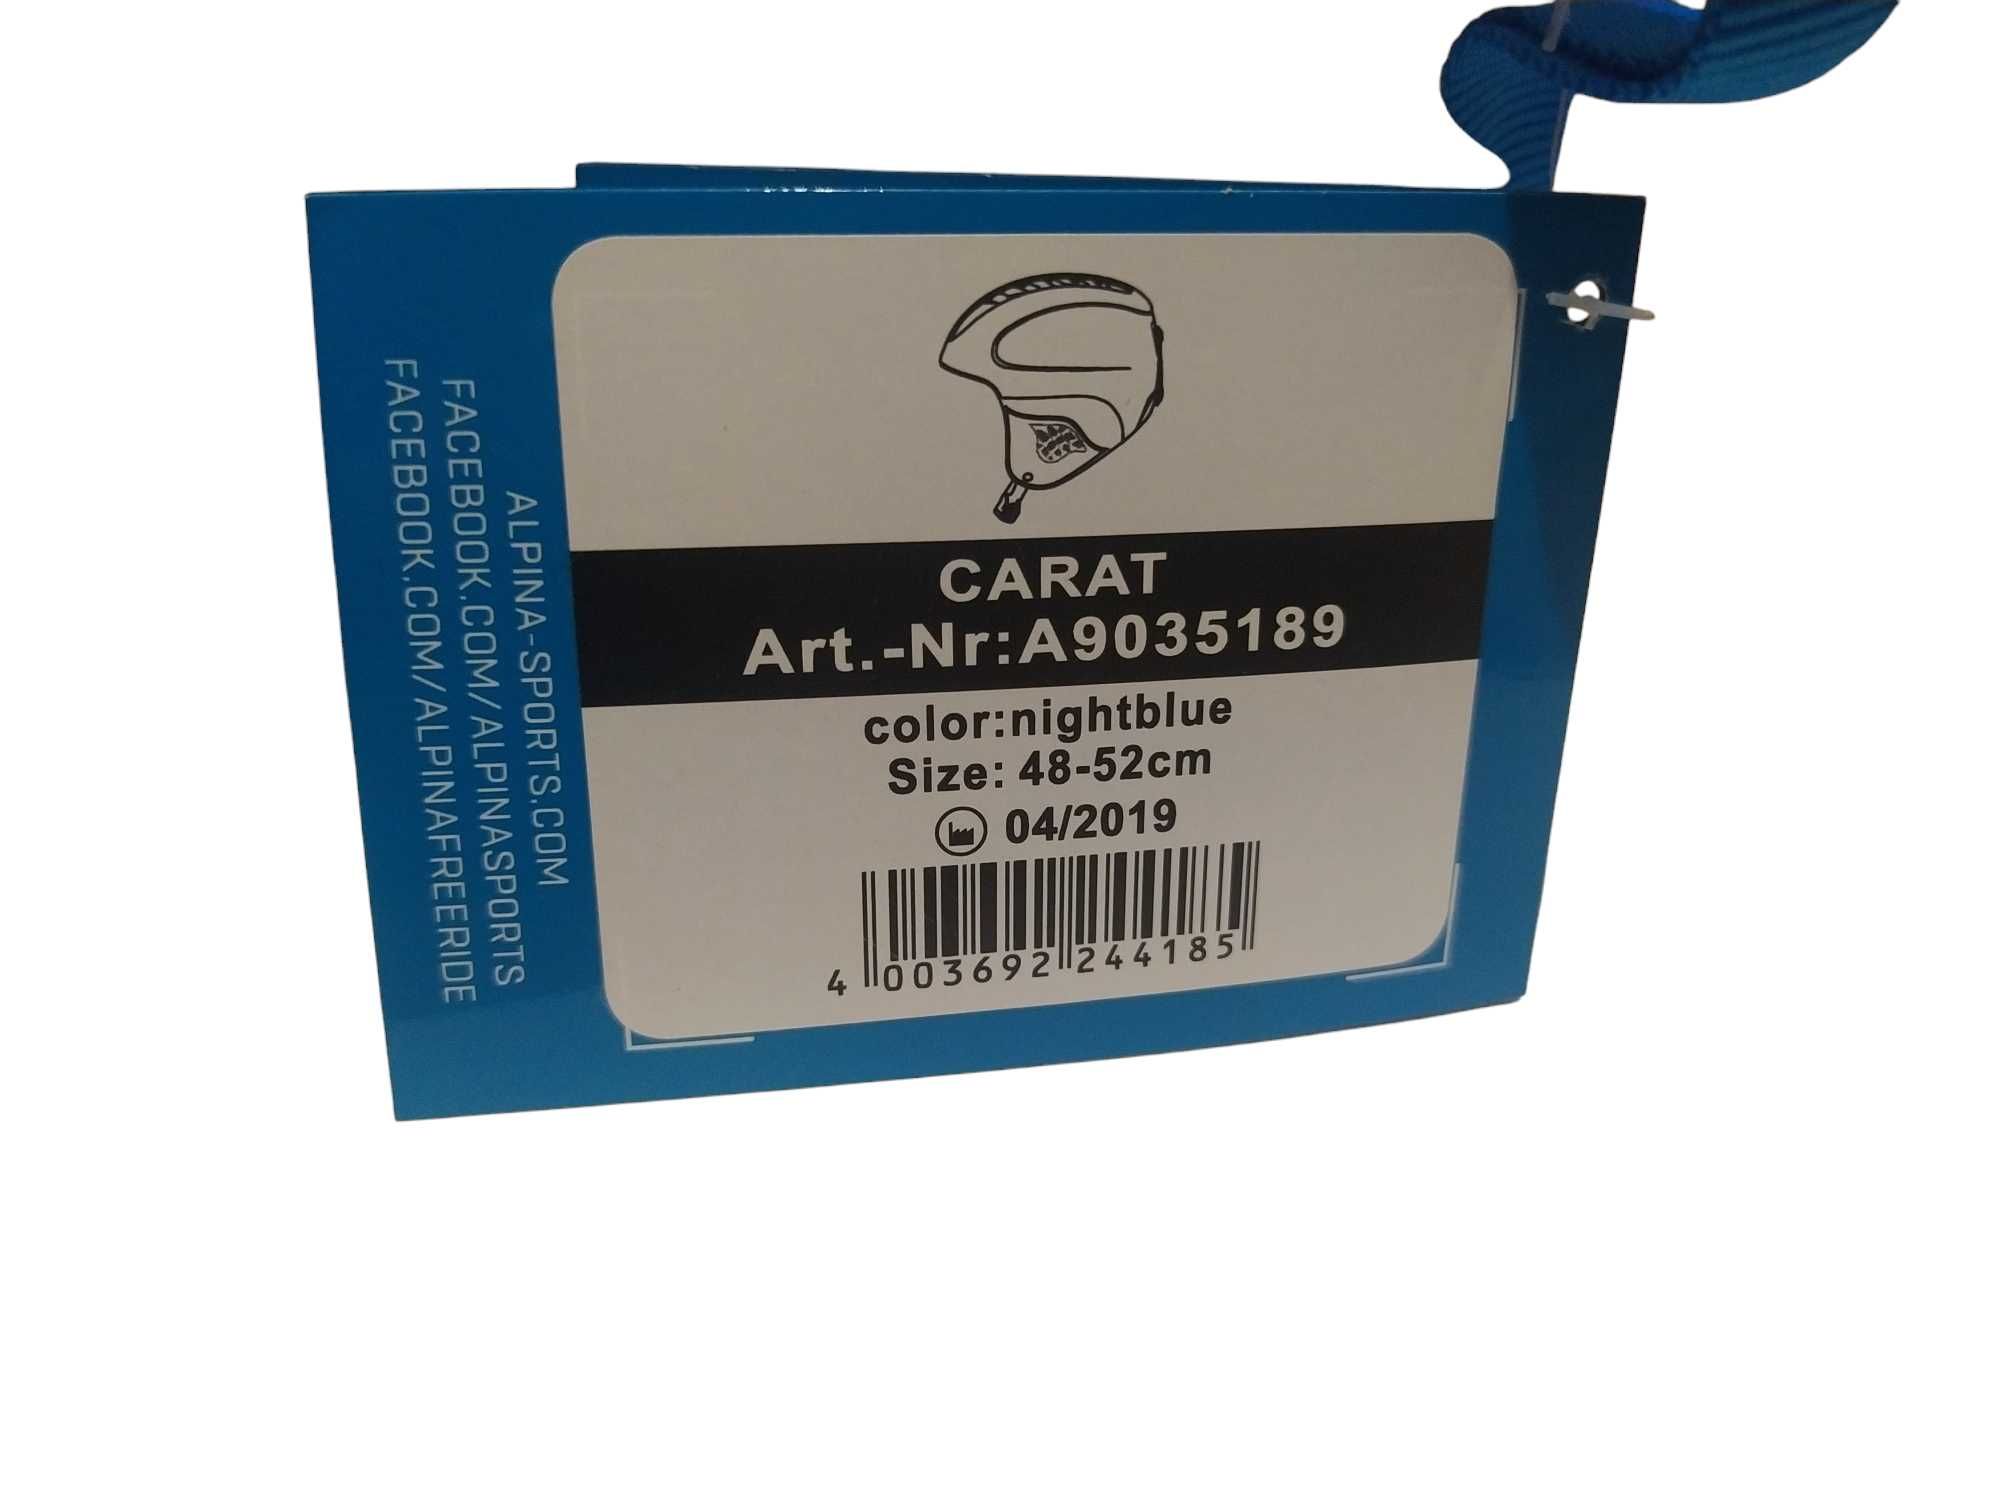 CARAT
Art.-Nr:A9035189
color:nightblue
Size: 48-52cm
04/2019
4 003692 244185
ALPINA-SPORTS.COM
FACEBOOK.COM/ALPINASPORTS
FACEBOOK.COM/ALPINAFREERIDE